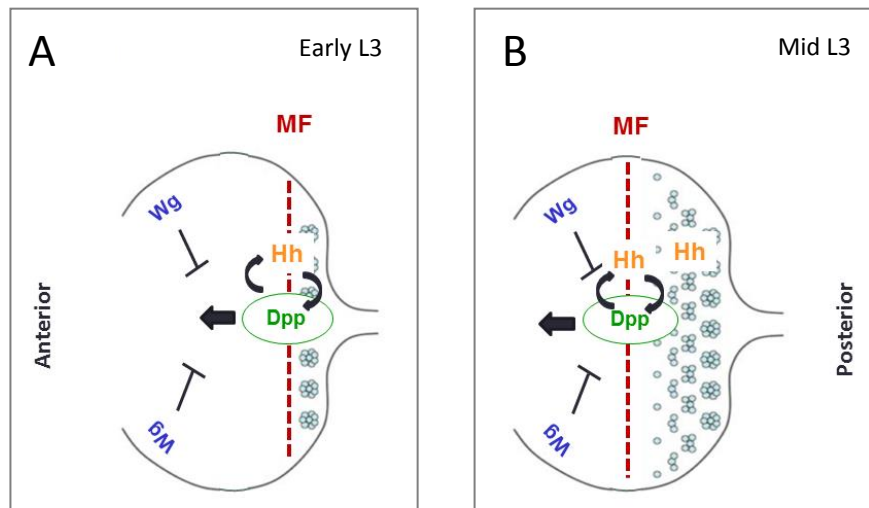 A
Early L3
MF
Wg
Hh
Dpp
Wg
Anterior
B
Mid L3
MF
Wg
Hh
Hh
Dpp
Wg
Posterior